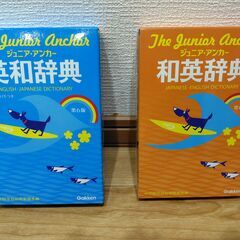 The Junior Anchor
ジュニア・アンカー
英和辞典
ENGLISH-JAPANESE DICTIONARY
第6版
Gakken
The Junior Anchor
ジュニア・アンカー
和英辞典
JAPANESE-ENGLISH DICTIONARY
Gakken